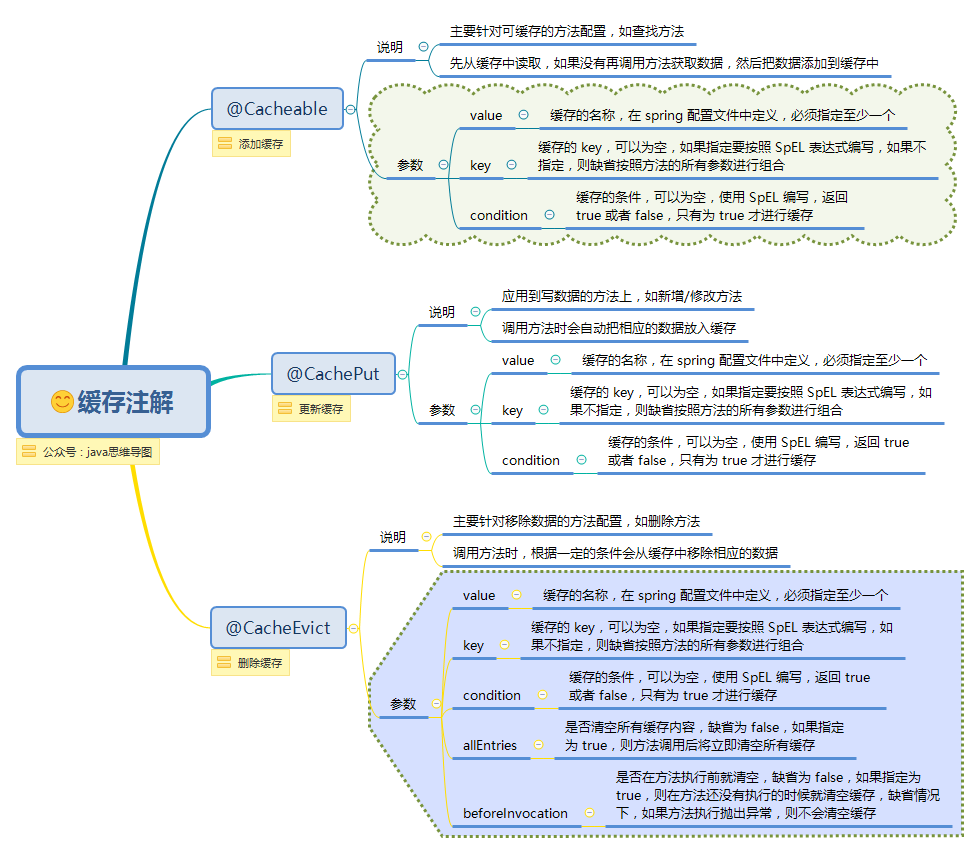 缓存注解
公众号：java思维导图
@Cacheable
添加缓存
说明
主要针对可缓存的方法配置，如查找方法
先从缓存中读取，如果没有再调用方法获取数据，然后把数据添加到缓存中
参数
value
缓存的名称，在 spring 配置文件中定义，必须指定至少一个
key
缓存的 key，可以为空，如果指定要按照 SpEL 表达式编写，如果不
指定，则缺省按照方法的所有参数进行组合
condition
缓存的条件，可以为空，使用 SpEL 编写，返回
true 或者 false，只有为 true 才进行缓存
@CachePut
更新缓存
说明
应用到写数据的方法上，如新增/修改方法
调用方法时会自动把相应的数据放入缓存
参数
value
缓存的名称，在 spring 配置文件中定义，必须指定至少一个
key
缓存的 key，可以为空，如果指定要按照 SpEL 表达式编写，如
果不指定，则缺省按照方法的所有参数进行组合
condition
缓存的条件，可以为空，使用 SpEL 编写，返回 true
或者 false，只有为 true 才进行缓存
@CacheEvict
删除缓存
说明
主要针对移除数据的方法配置，如删除方法
调用方法时，根据一定的条件会从缓存中移除相应的数据
参数
value
缓存的名称，在 spring 配置文件中定义，必须指定至少一个
key
缓存的 key，可以为空，如果指定要按照 SpEL 表达式编写，如
果不指定，则缺省按照方法的所有参数进行组合
condition
缓存的条件，可以为空，使用 SpEL 编写，返回 true
或者 false，只有为 true 才进行缓存
allEntries
是否清空所有缓存内容，缺省为 false，如果指定
为 true，则方法调用后将立即清空所有缓存
beforeInvocation
是否在方法执行前就清空，缺省为 false，如果指定为
true，则在方法还没有执行的时候就清空缓存，缺省情况
下，如果方法执行抛出异常，则不会清空缓存